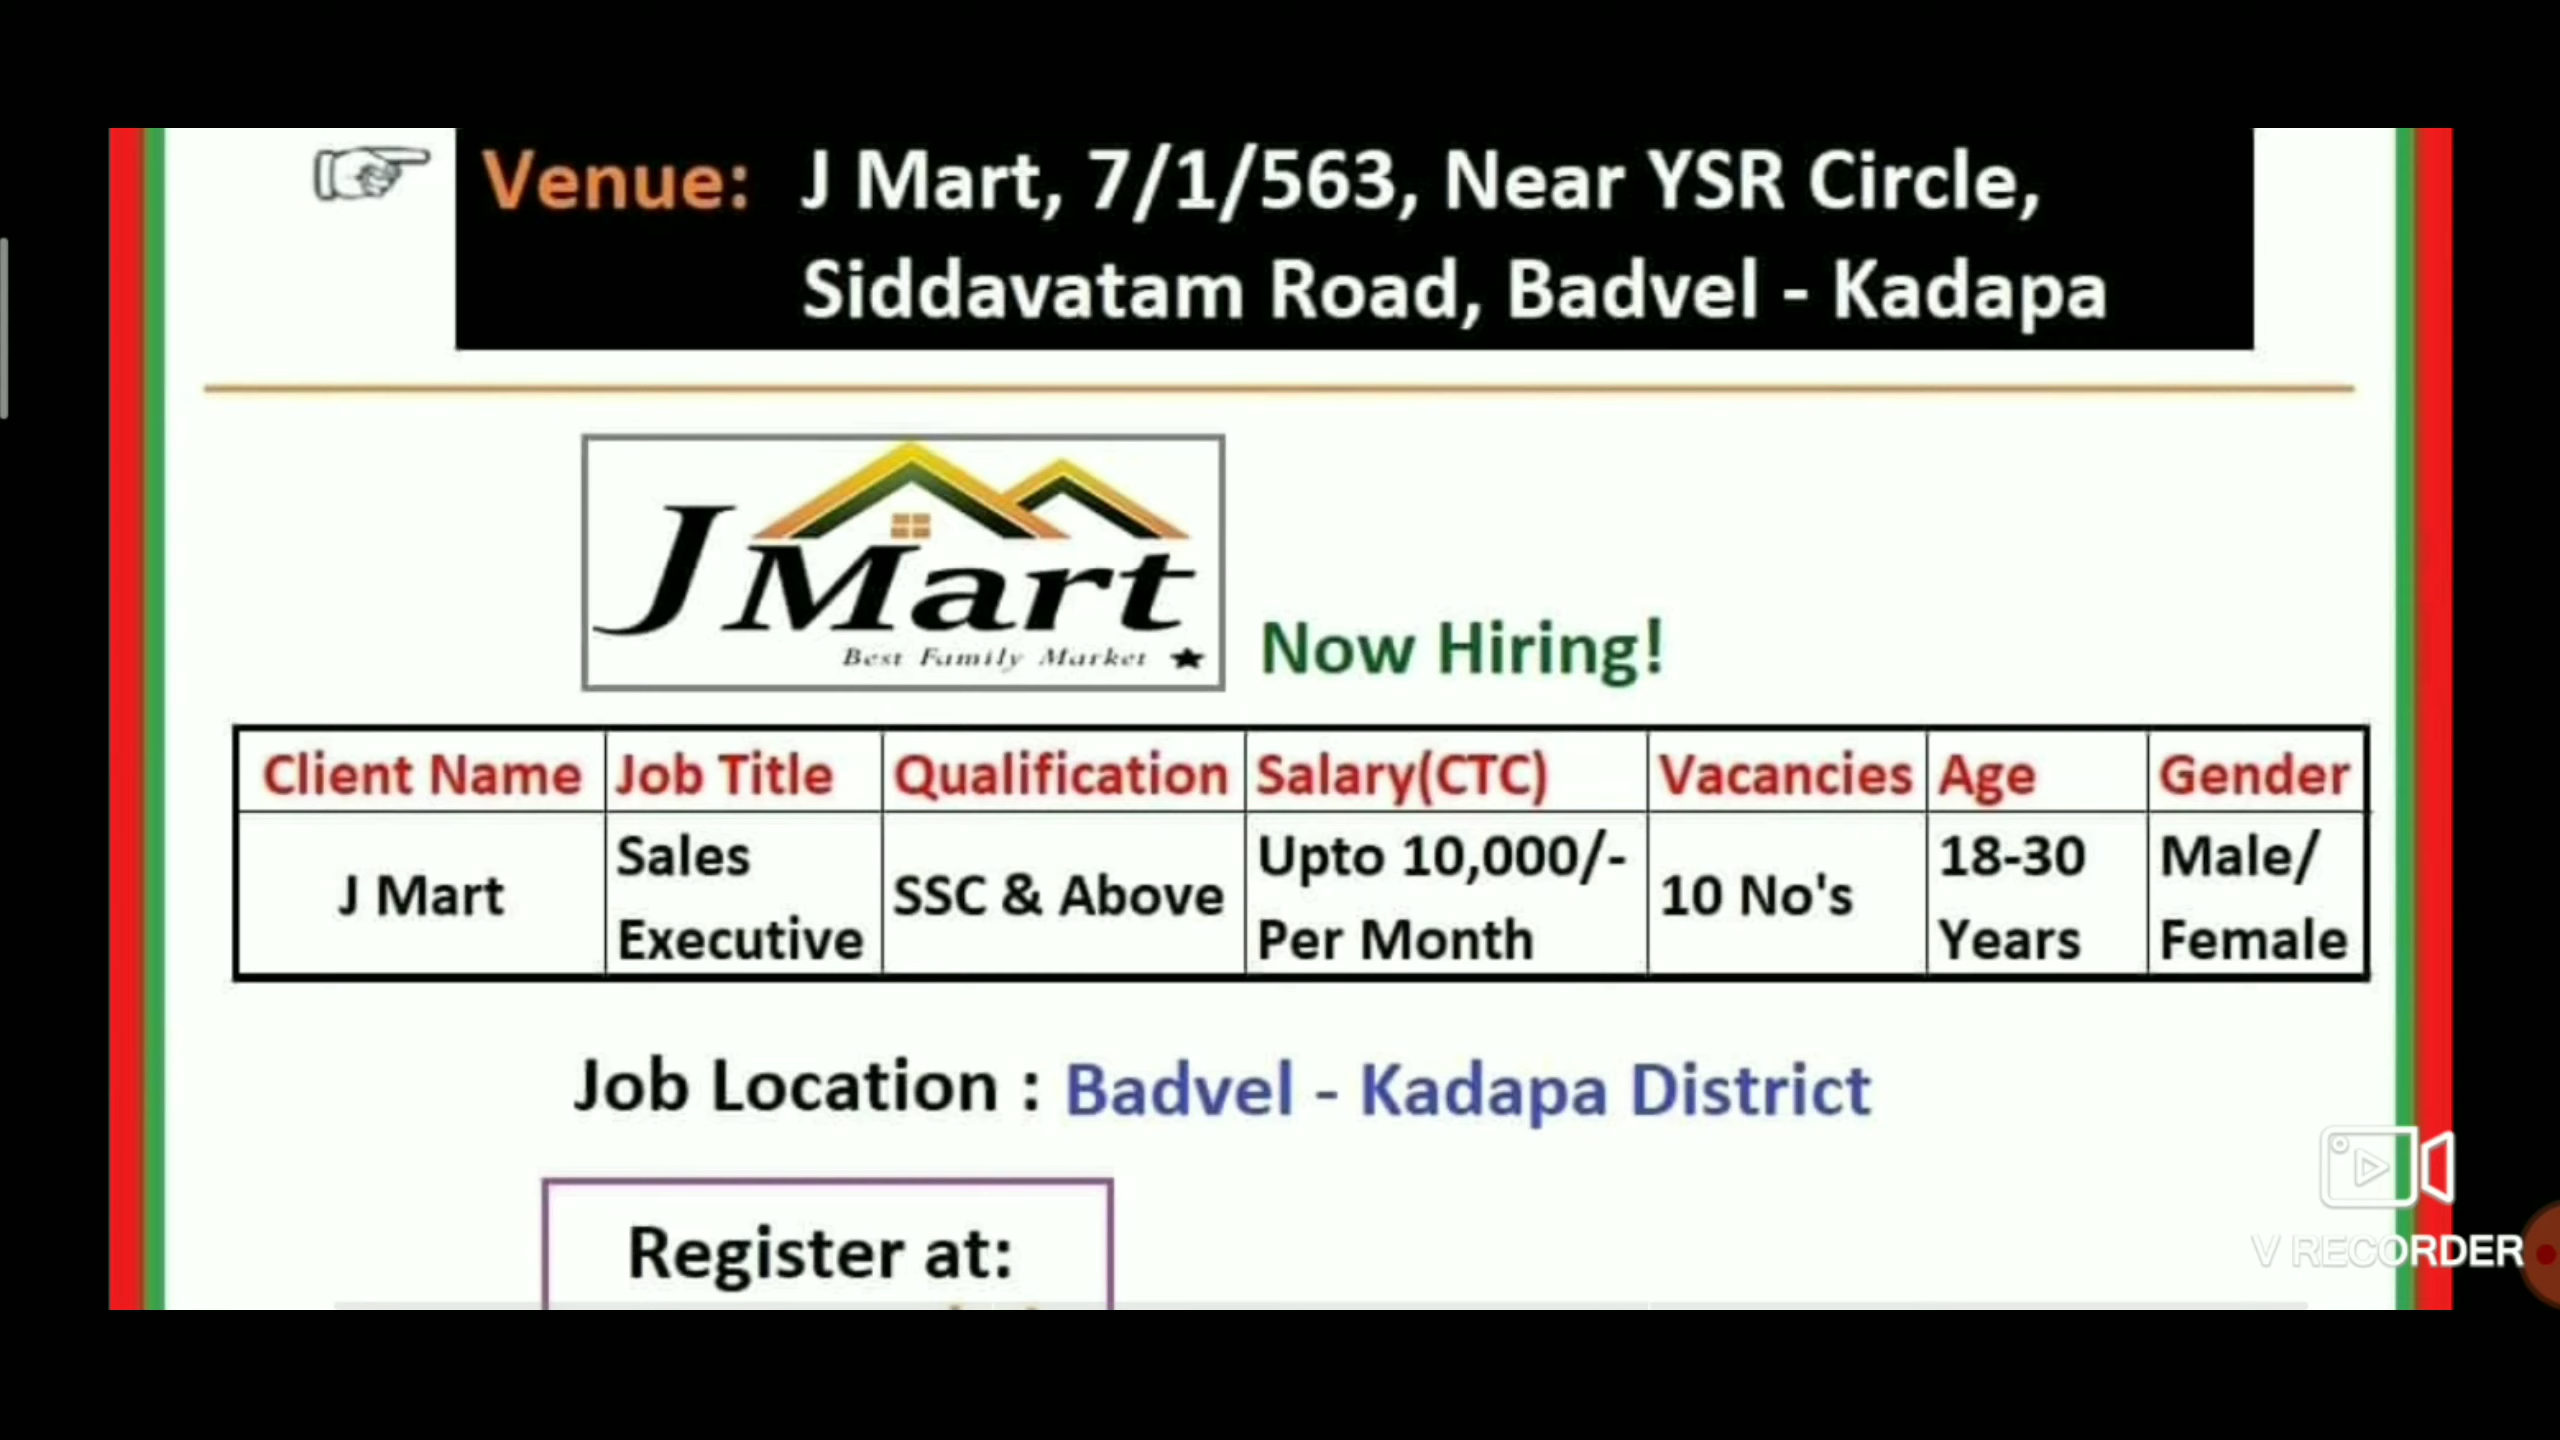 Venue: J Mart, 7/1/563, Near YSR Circle,
Siddavatam Road, Badvel - Kadapa
J Mart
Best Family Market
Now Hiring!
Client Name Job Title Qualification Salary(CTC) Vacancies Age Gender
J Mart Sales Executive SSC & Above Upto 10,000/- Per Month 10 No's 18-30 Years Male/ Female
Job Location : Badvel - Kadapa District
Register at:
V RECORDER